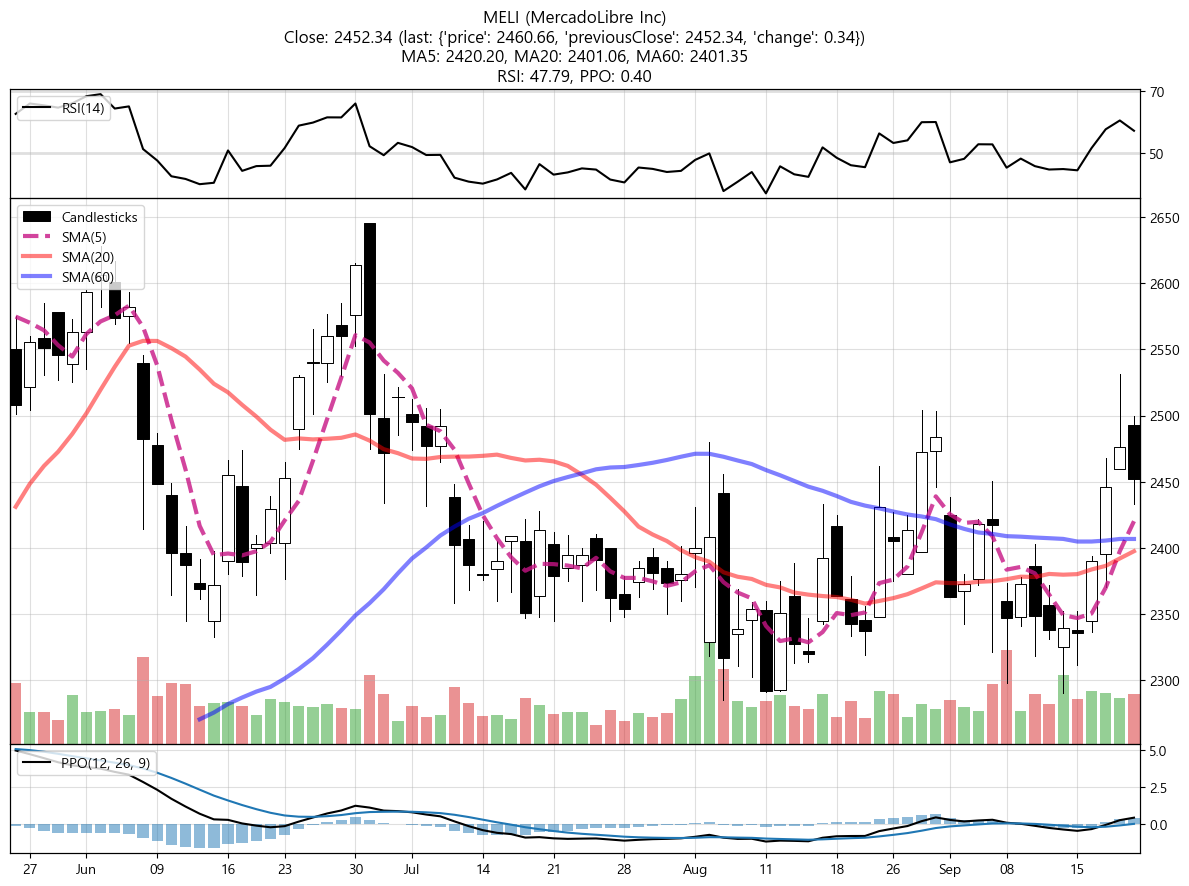 MELI (MercadoLibre Inc)
Close: 2452.34 (last: {'price': 2460.66, 'previousClose': 2452.34, 'change': 0.34})
MA5: 2420.20, MA20: 2401.06, MA60: 2401.35
RSI: 47.79, PPO: 0.40
RSI(14)
70
50
Candlesticks
SMA(5)
SMA(20)
SMA(60)
2650
2600
2550
2500
2450
2400
2350
2300
PPO(12, 26, 9)
5.0
2.5
0.0
27 Jun 09 16 23 30 Jul 14 21 28 Aug 11 18 26 Sep 08 15